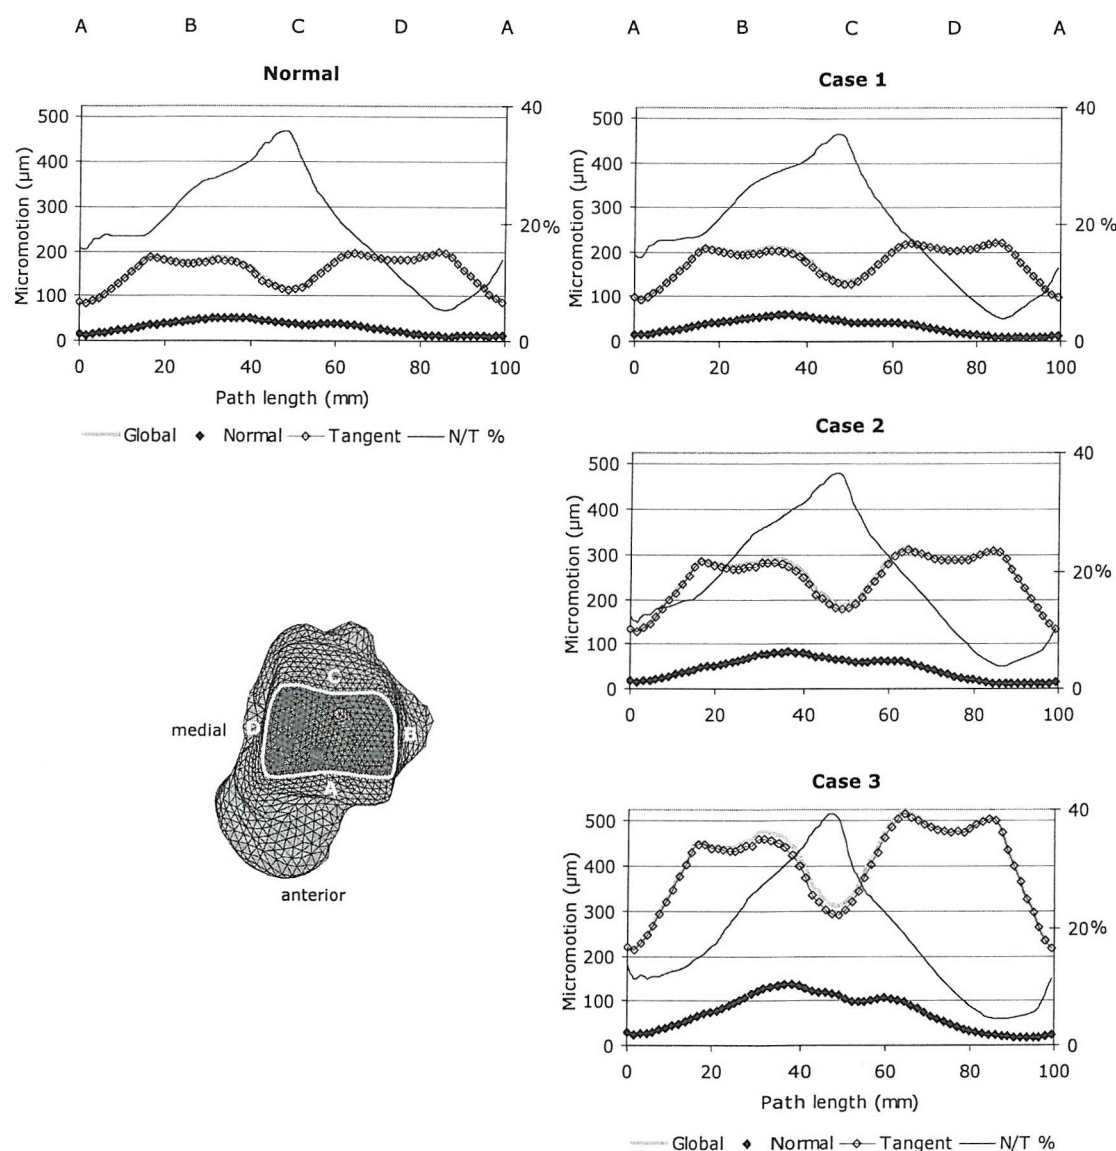 A B C D A
A B C D A
Normal
Micromotion (µm)
500
400
300
200
100
0
40
20%
0
0 20 40 60 80 100
Path length (mm)
Global Normal Tangent N/T %
Case 1
Micromotion (µm)
500
400
300
200
100
0
40
20%
0
0 20 40 60 80 100
Case 2
Micromotion (µm)
500
400
300
200
100
0
40
20%
0
0 20 40 60 80 100
C
medial D B
A
anterior
Case 3
Micromotion (µm)
500
400
300
200
100
0
40
20%
0
0 20 40 60 80 100
Path length (mm)
Global Normal Tangent N/T %